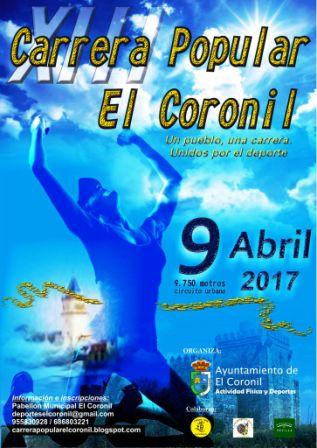 XIII
Carrera Popular
El Coronil
Un pueblo, una carrera.
Unidos por el deporte
9 Abril
2017
9.750 metros
circuito urbano
ORGANIZA:
Ayuntamiento de
El Coronil
Actividad Física y Deportes
Colabora:
Información e inscripciones:
Pabellon Municipal El Coronil
deporteselcoronil@gmail.com
955830928 / 686803221
carrerapopularelcoronil.blogspot.com